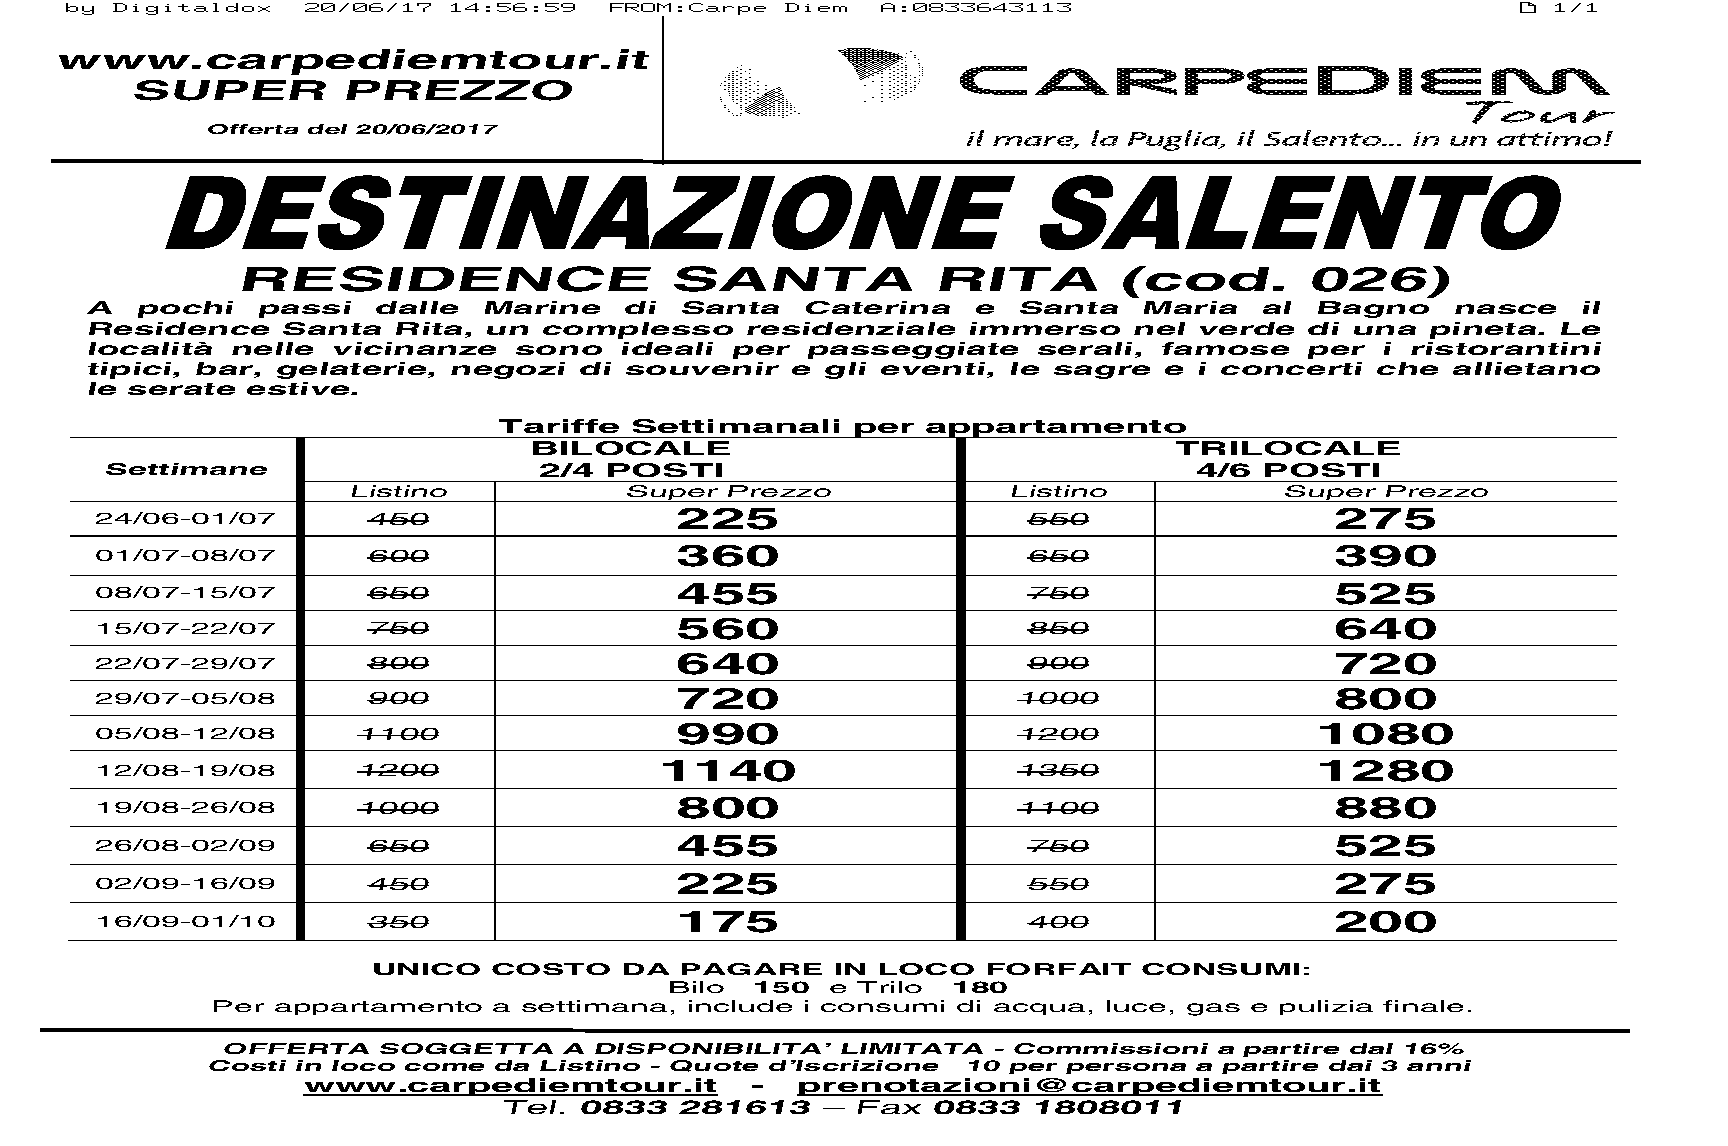 by Digitaldox 20/06/17 14:56:59 FROM:Carpe Diem A:0833643113 1/1
www.carpediemtour.it
SUPER PREZZO
Offerta del 20/06/2017
CARPEDIEM
Tour
il mare, la Puglia, il Salento... in un attimo!
DESTINAZIONE SALENTO
RESIDENCE SANTA RITA (cod. 026)
A pochi passi dalle Marine di Santa Caterina e Santa Maria al Bagno nasce il
Residence Santa Rita, un complesso residenziale immerso nel verde di una pineta. Le
località nelle vicinanze sono ideali per passeggiate serali, famose per i ristorantini
tipici, bar, gelaterie, negozi di souvenir e gli eventi, le sagre e i concerti che allietano
le serate estive.
Tariffe Settimanali per appartamento
Settimane BILOCALE TRILOCALE
2/4 POSTI 4/6 POSTI
Listino Super Prezzo Listino Super Prezzo
24/06-01/07 450 225 550 275
01/07-08/07 600 360 650 390
08/07-15/07 650 455 750 525
15/07-22/07 750 560 850 640
22/07-29/07 800 640 900 720
29/07-05/08 900 720 1000 800
05/08-12/08 1100 990 1200 1080
12/08-19/08 1200 1140 1350 1280
19/08-26/08 1000 800 1100 880
26/08-02/09 650 455 750 525
02/09-16/09 450 225 550 275
16/09-01/10 350 175 400 200
UNICO COSTO DA PAGARE IN LOCO FORFAIT CONSUMI:
Bilo 150 e Trilo 180
Per appartamento a settimana, include i consumi di acqua, luce, gas e pulizia finale.
OFFERTA SOGGETTA A DISPONIBILITA' LIMITATA - Commissioni a partire dal 16%
Costi in loco come da Listino - Quote d'Iscrizione 10 per persona a partire dai 3 anni
www.carpediemtour.it - prenotazioni@carpediemtour.it
Tel. 0833 281613 – Fax 0833 1808011